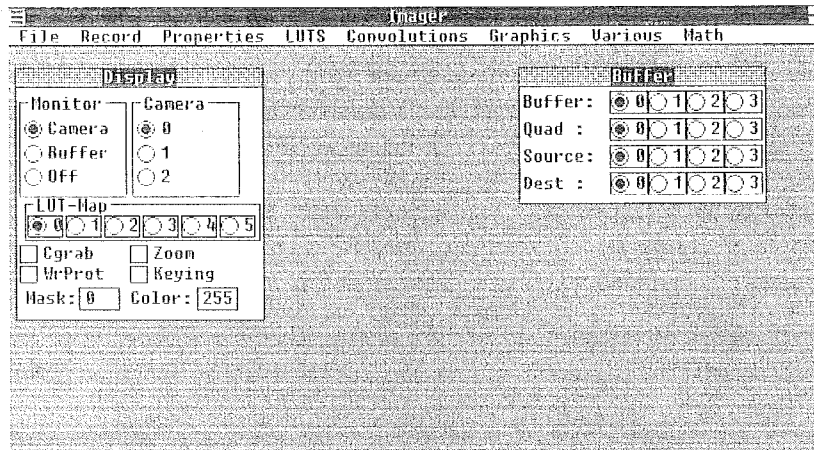 Imager
File Record Properties LUTS Convolutions Graphics Various Math
Display
Monitor
Camera
Buffer
Off
Camera
0
1
2
LUT-Map
0 1 2 3 4 5
Cgrab Zoom
WrProt Keying
Mask: 0 Color: 255
Buffer
Buffer: 0 1 2 3
Quad : 0 1 2 3
Source: 0 1 2 3
Dest : 0 1 2 3